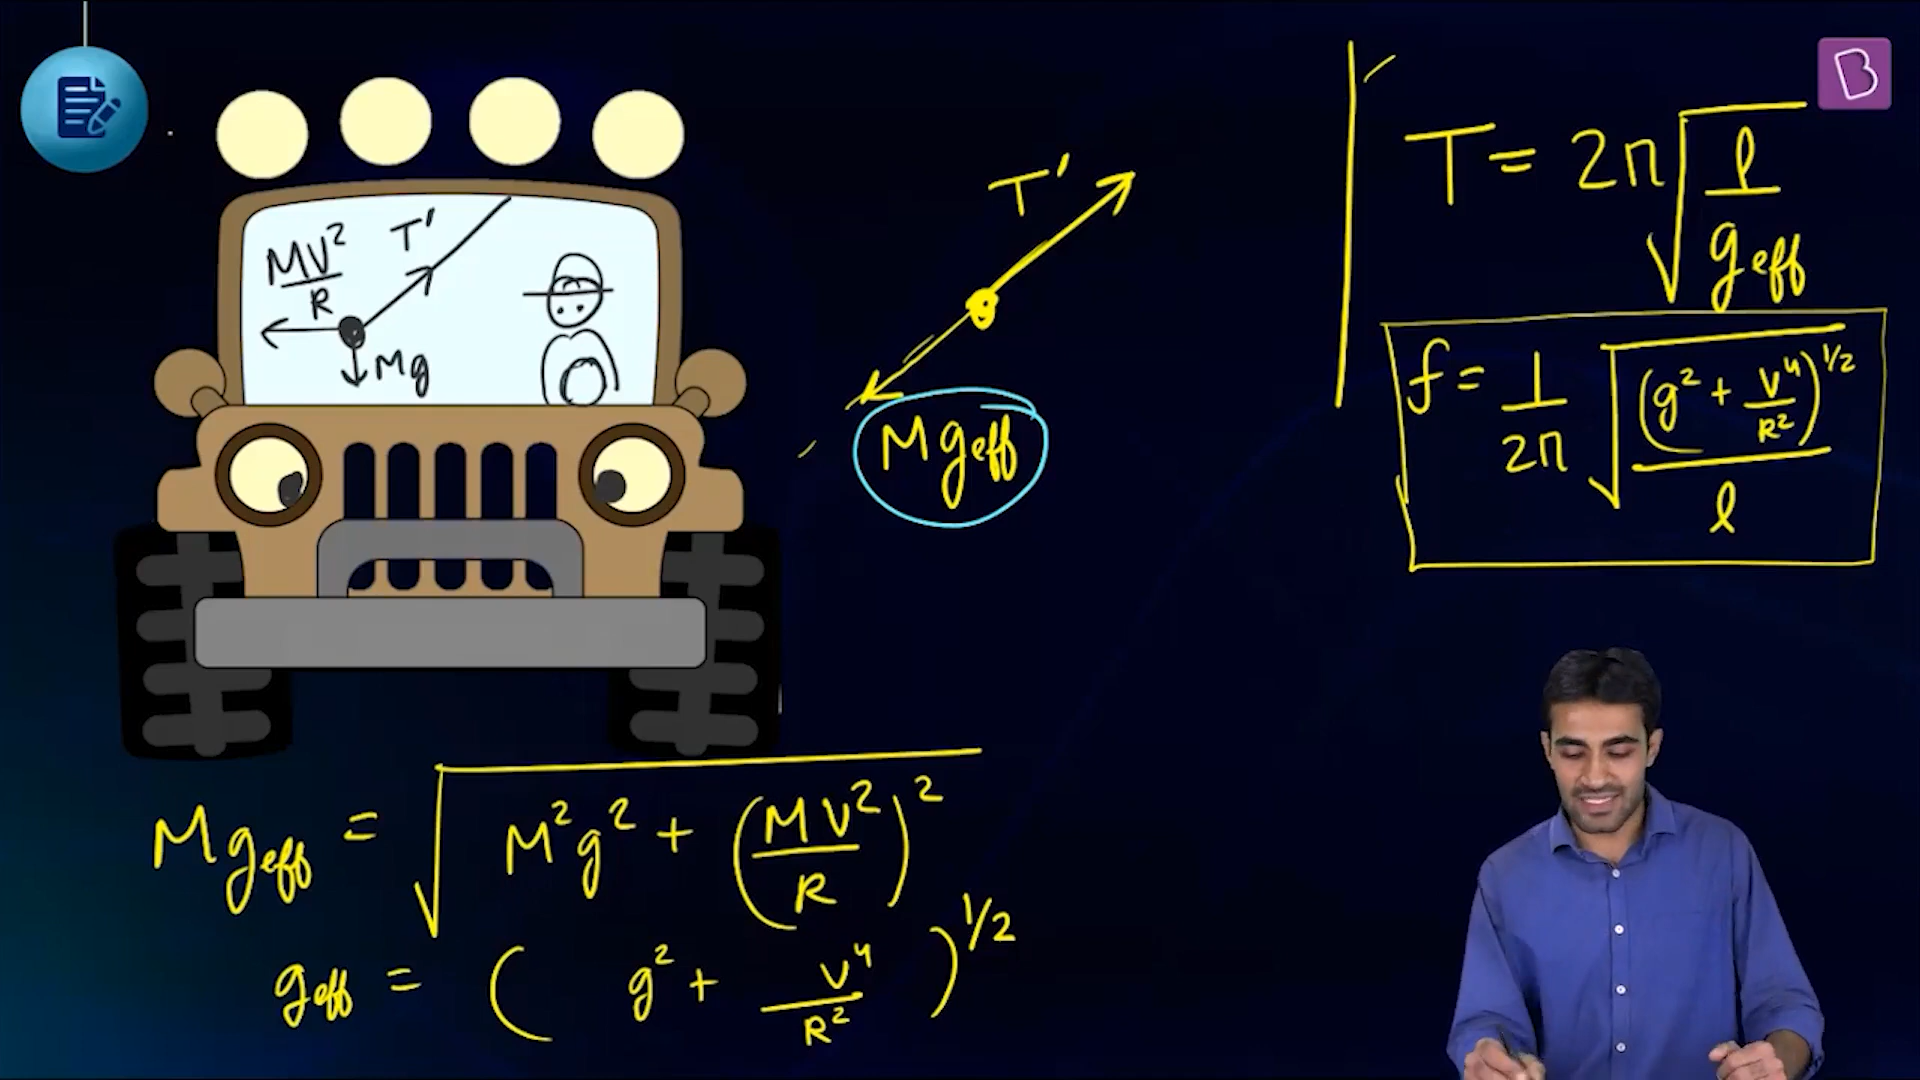 MV²/R
T'
Mg
T'
Mg_eff
T = 2π√(l/g_eff)
f = 1/2π √((g² + V⁴/R²)^1/2 / l)
Mg_eff = √(M²g² + (MV²/R)²)
g_eff = (g² + V⁴/R²)^1/2
B